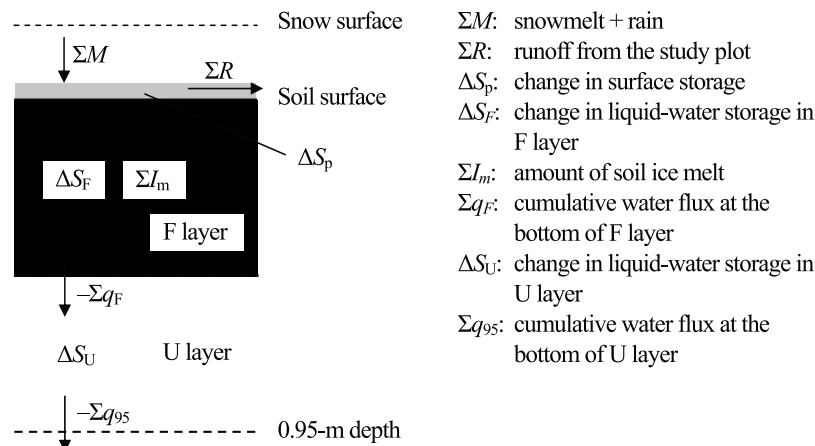 Snow surface
ΣM
ΣR
Soil surface
ΔSp
ΔSF
ΣIm
F layer
–ΣqF
ΔSU
U layer
–Σq95
0.95-m depth
ΣM: snowmelt + rain
ΣR: runoff from the study plot
ΔSp: change in surface storage
ΔSF: change in liquid-water storage in
F layer
ΣIm: amount of soil ice melt
ΣqF: cumulative water flux at the
bottom of F layer
ΔSU: change in liquid-water storage in
U layer
Σq95: cumulative water flux at the
bottom of U layer